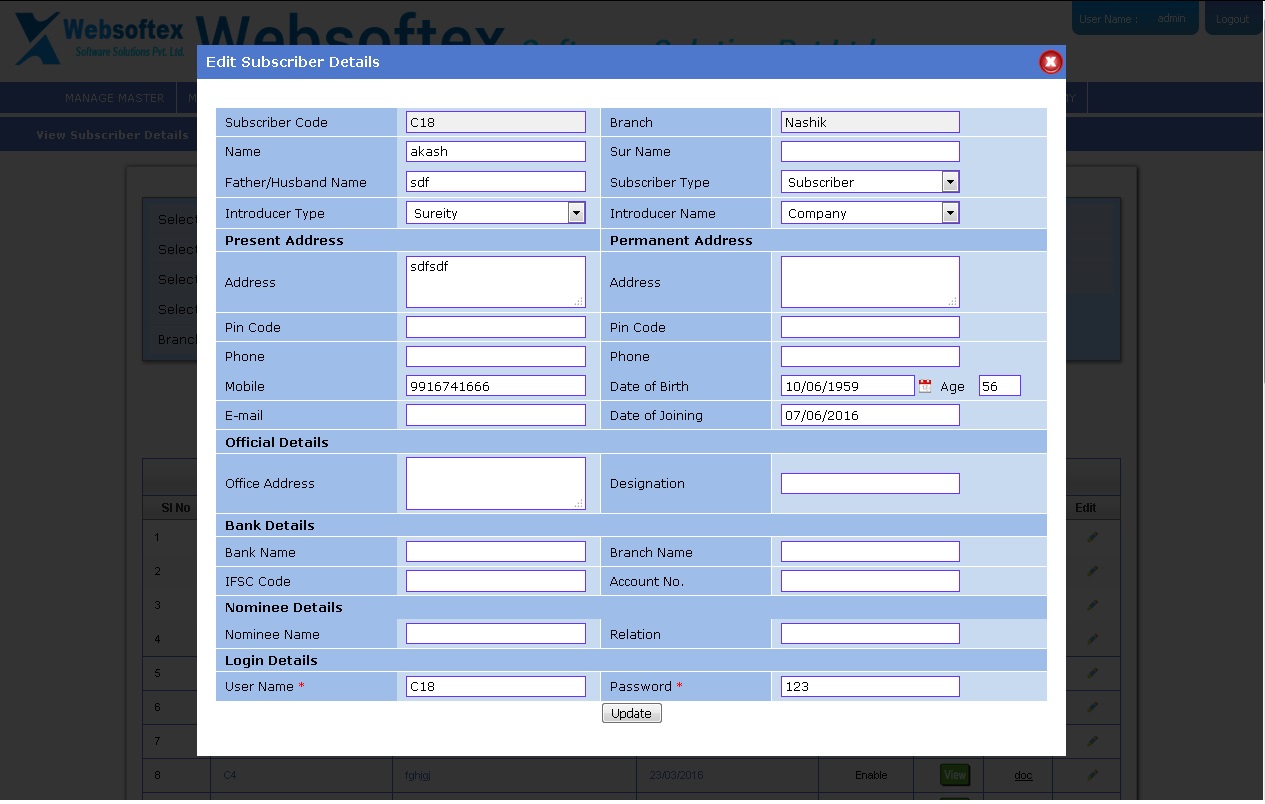 Websoftex
Software Solutions Pvt. Ltd.
Websoftex
User Name : admin Logout
MANAGE MASTER
View Subscriber Details
Edit Subscriber Details
Subscriber Code C18 Branch Nashik
Name akash Sur Name
Father/Husband Name sdf Subscriber Type Subscriber
Introducer Type Sureity Introducer Name Company
Present Address Permanent Address
Address sdfsdf Address
Pin Code Pin Code
Phone Phone
Mobile 9916741666 Date of Birth 10/06/1959 Age 56
E-mail Date of Joining 07/06/2016
Official Details
Office Address Designation
Bank Details
Bank Name Branch Name
IFSC Code Account No.
Nominee Details
Nominee Name Relation
Login Details
User Name * C18 Password * 123
Update
Sl No Edit
1
2
3
4
5
6
7
8 C4 fghjgj 23/03/2016 Enable View doc